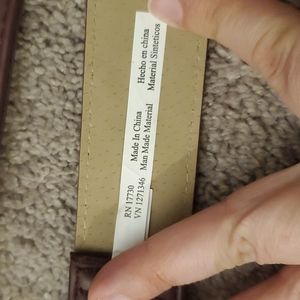 RN 17730
VN 1271346
Made In China
Man Made Material
Hecho en china
Material Sinteticos